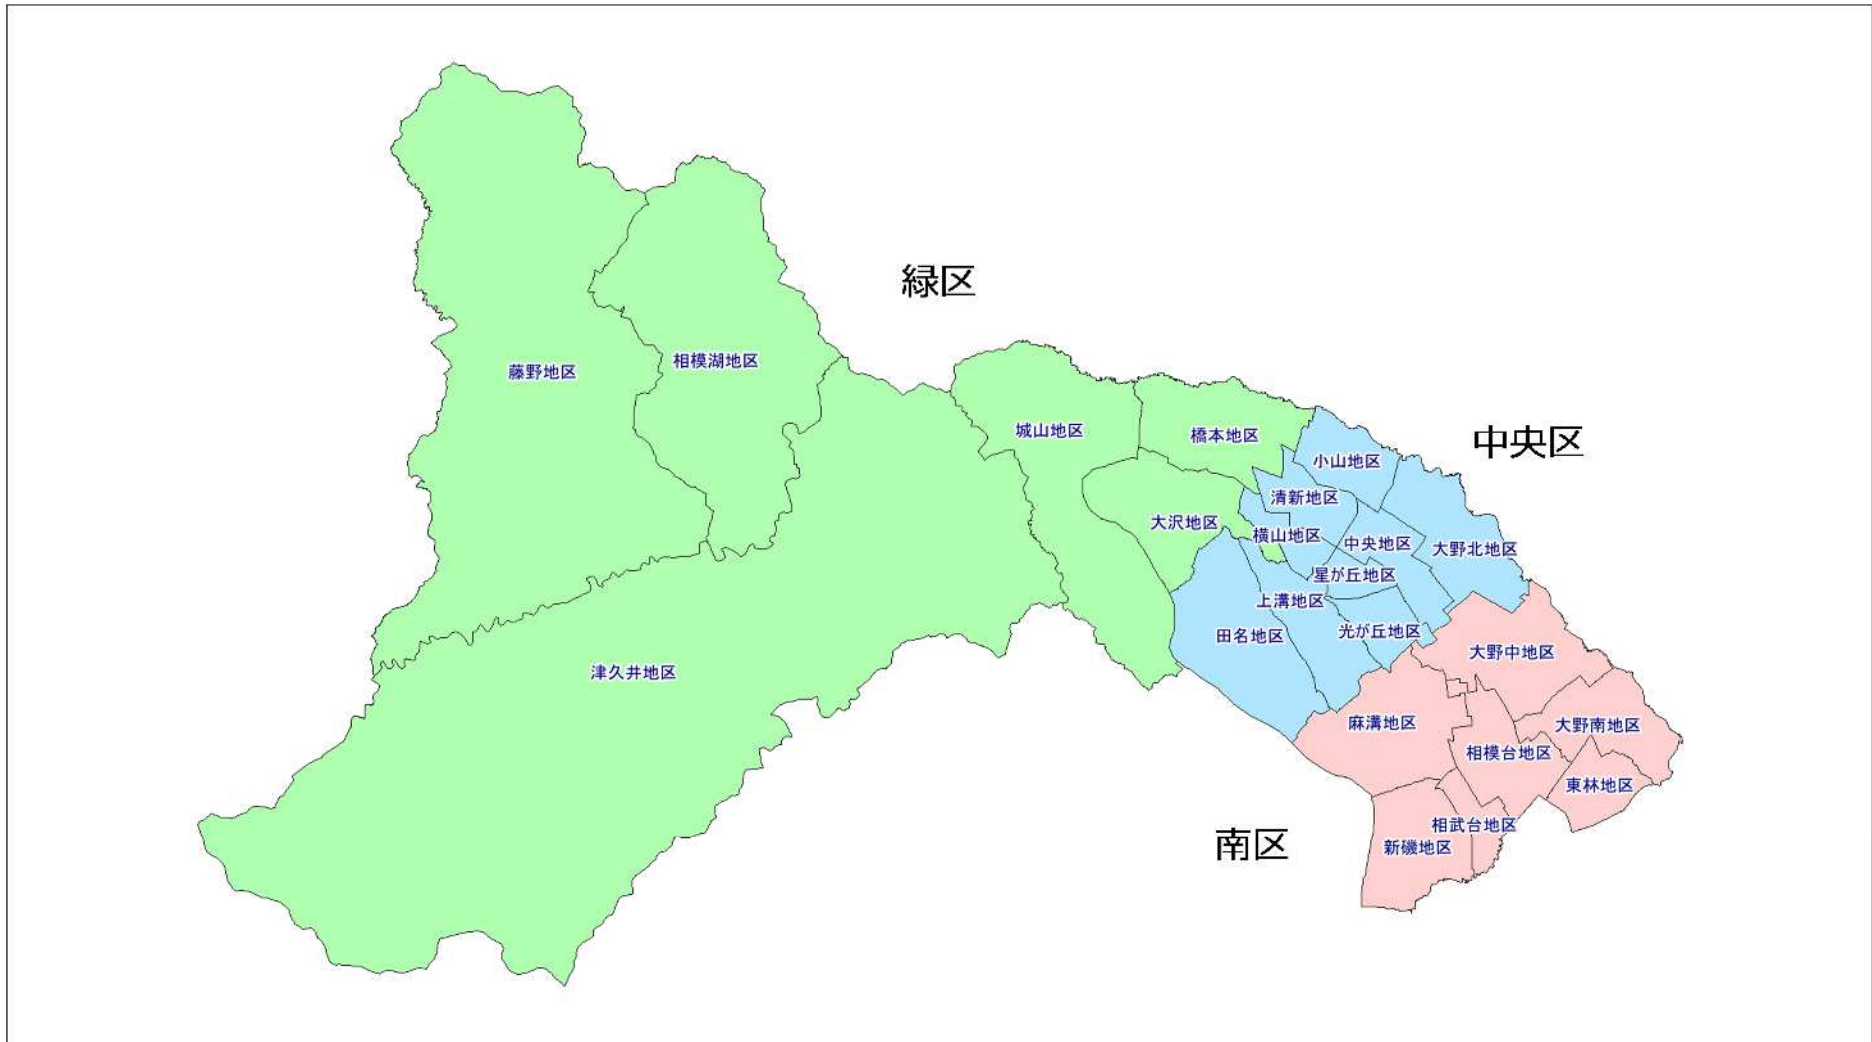 緑区
相模湖地区
藤野地区
城山地区
橋本地区
中央区
小山地区
清新地区
大沢地区
横山地区
中央地区
大野北地区
星が丘地区
上溝地区
光が丘地区
田名地区
大野中地区
津久井地区
麻溝地区
大野南地区
相模台地区
東林地区
相武台地区
南区
新磯地区